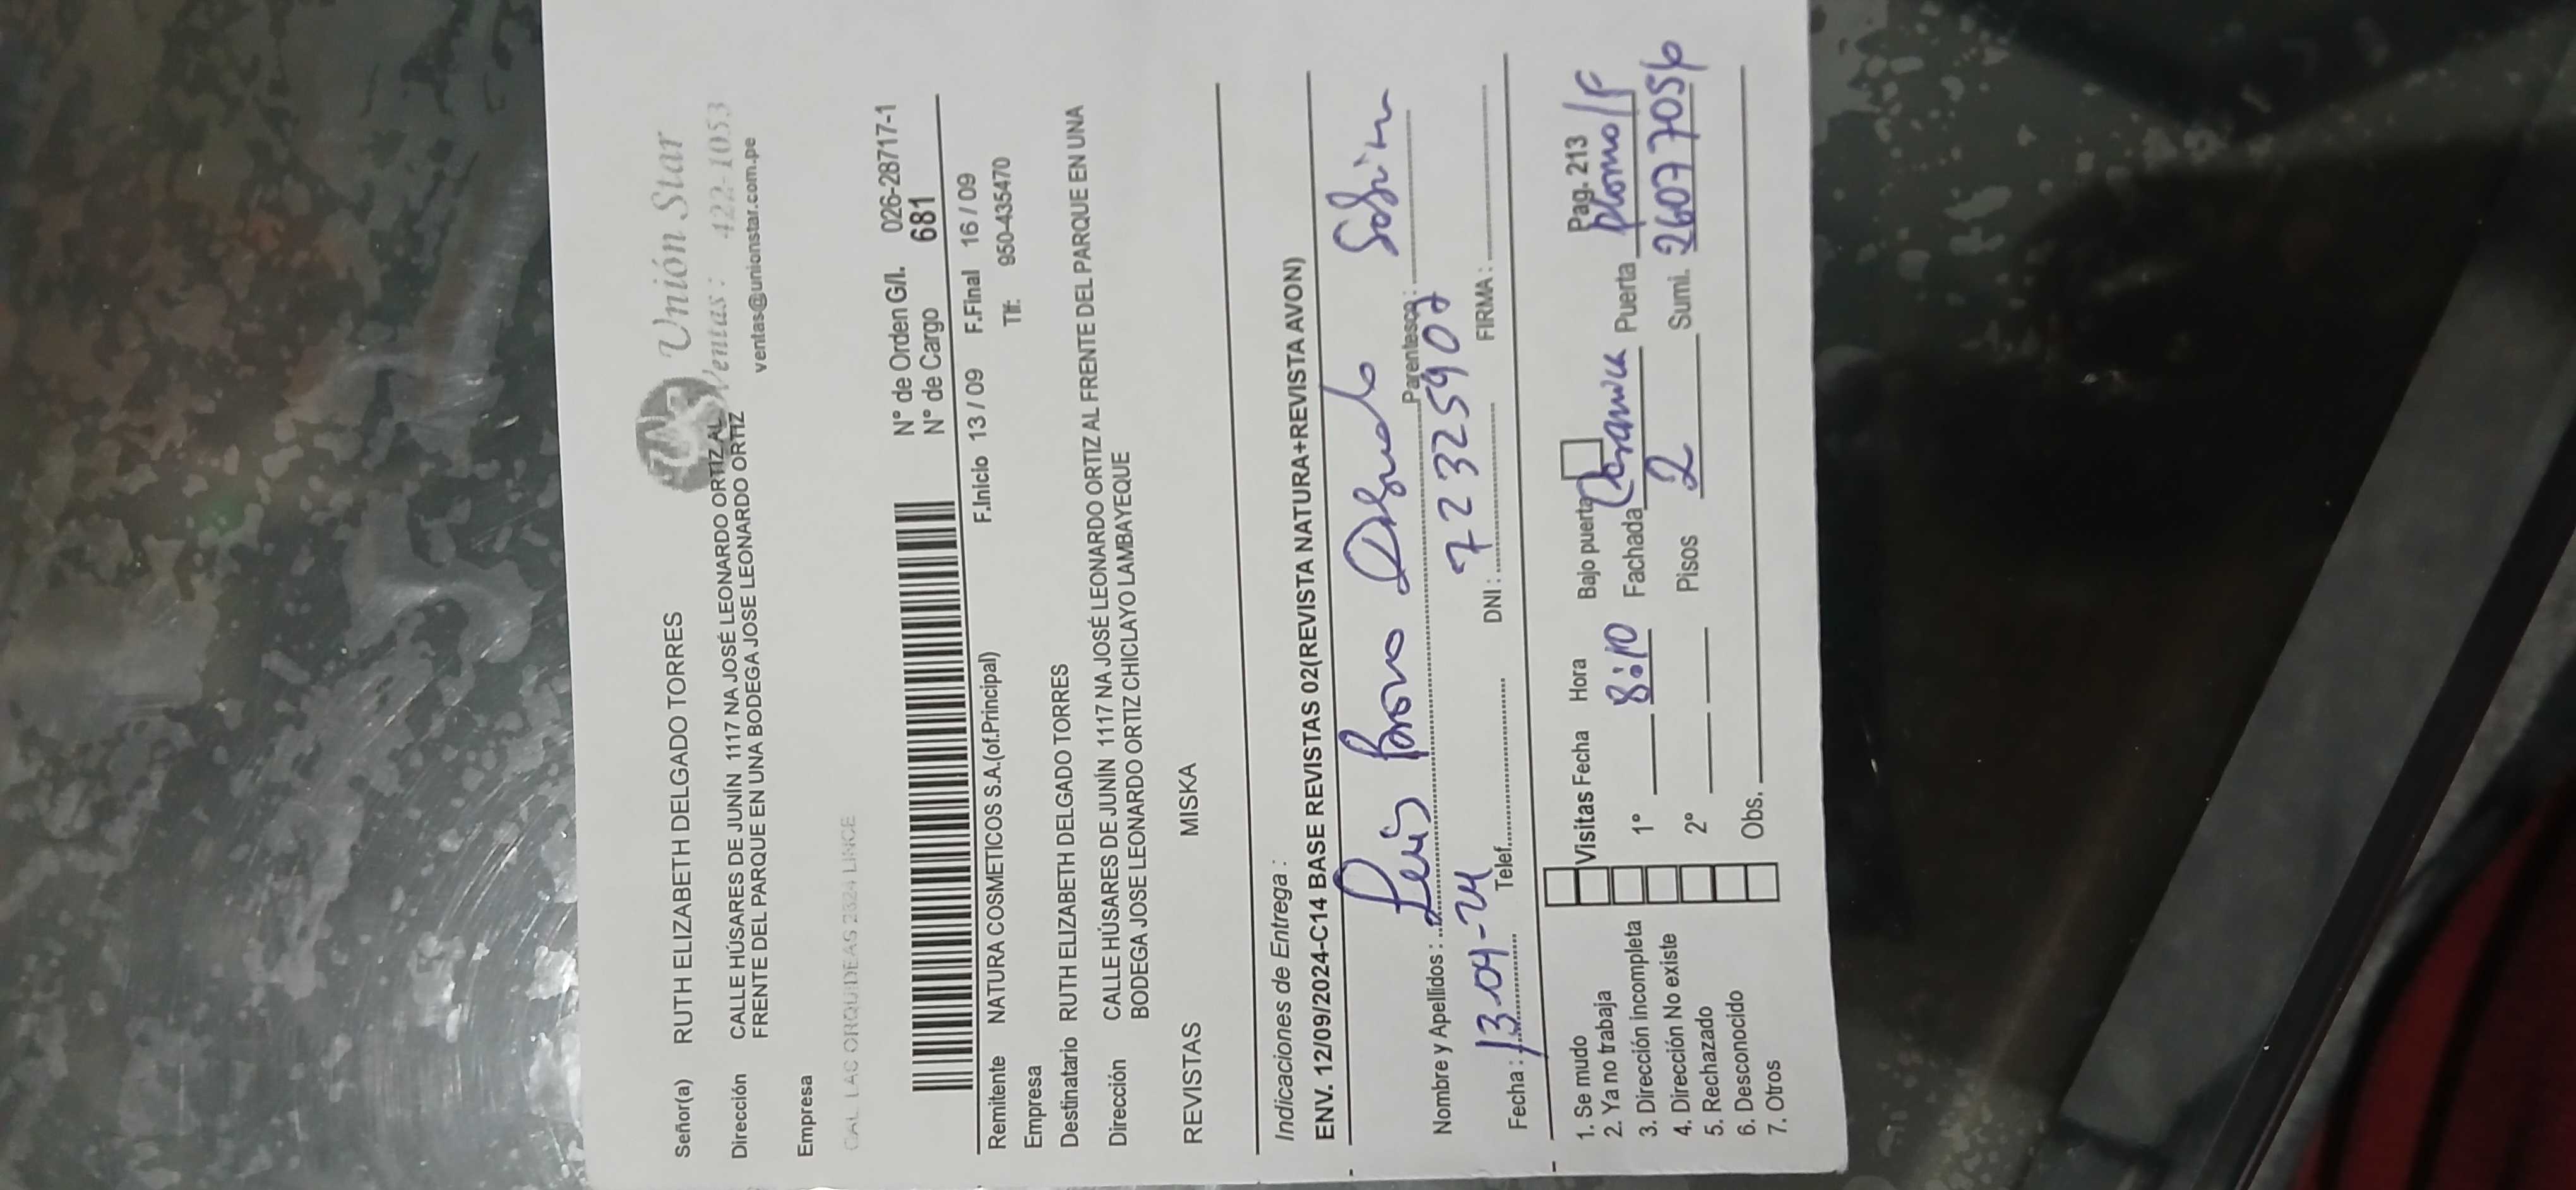 Unión Star
Ventas: 422-1053
ventas@unionstar.com.pe
Señor(a) RUTH ELIZABETH DELGADO TORRES
Dirección CALLE HÚSARES DE JUNÍN 1117 NA JOSÉ LEONARDO ORTIZ AL
FRENTE DEL PARQUE EN UNA BODEGA JOSE LEONARDO ORTIZ
Empresa
CAL LAS ORQUIDEAS 2324 LINCE
N° de Orden G/I. 026-28717-1
N° de Cargo 681
Remitente NATURA COSMETICOS S.A.(of.Principal) F.Inicio 13 / 09 F.Final 16 / 09
Empresa Tlf: 950-435470
Destinatario RUTH ELIZABETH DELGADO TORRES
Dirección CALLE HÚSARES DE JUNÍN 1117 NA JOSÉ LEONARDO ORTIZ AL FRENTE DEL PARQUE EN UNA
BODEGA JOSE LEONARDO ORTIZ CHICLAYO LAMBAYEQUE
REVISTAS MISKA
Indicaciones de Entrega :
ENV. 12/09/2024-C14 BASE REVISTAS 02(REVISTA NATURA+REVISTA AVON)
Nombre y Apellidos : Luis Parentesco :
Fecha : 13-09-24 Telef. DNI : 72325907 FIRMA :
1. Se mudo
2. Ya no trabaja
3. Dirección incompleta
4. Dirección No existe
5. Rechazado
6. Desconocido
7. Otros
Visitas Fecha Hora Bajo puerta Pag. 213
1° 8:10 Fachada Puerta plomo/F
2° Pisos 2 Sumi. 26077056
Obs.